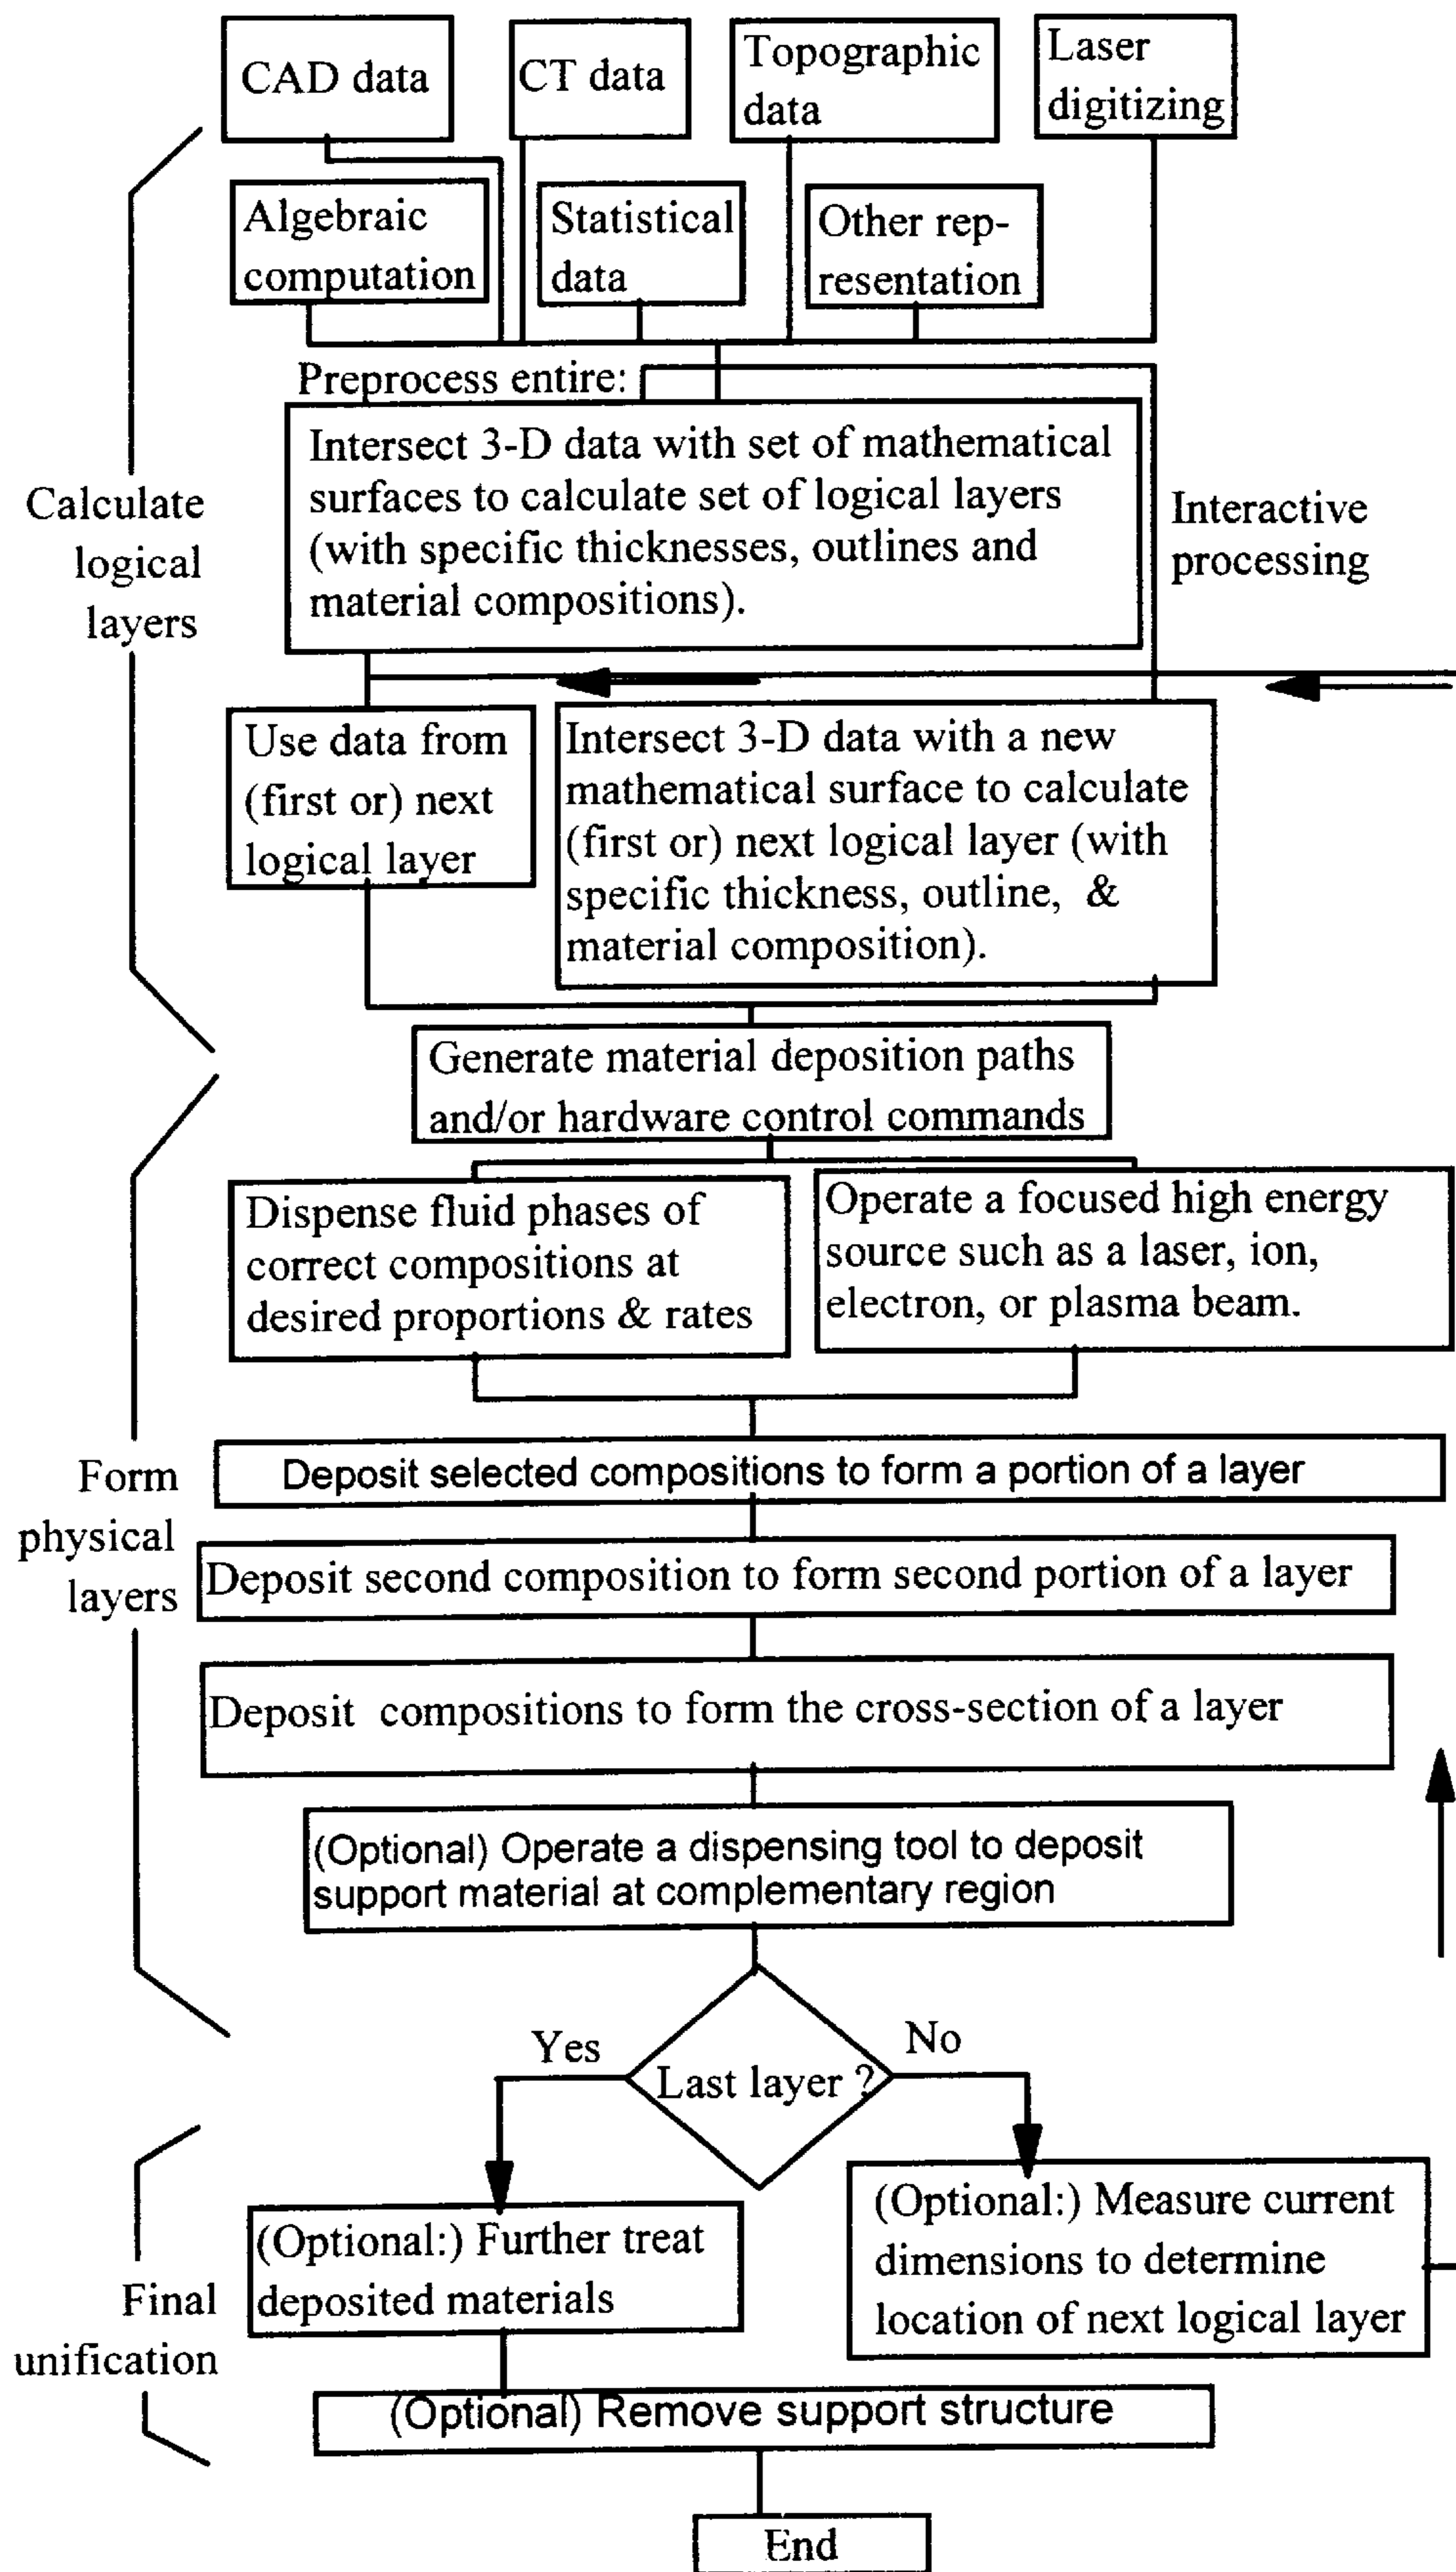 CAD data
CT data
Topographic
data
Laser
digitizing
Algebraic
computation
Statistical
data
Other rep-
resentation
Preprocess entire:
Intersect 3-D data with set of mathematical
surfaces to calculate set of logical layers
(with specific thicknesses, outlines and
material compositions).
Interactive
processing
Calculate
logical
layers
Use data from
(first or) next
logical layer
Intersect 3-D data with a new
mathematical surface to calculate
(first or) next logical layer (with
specific thickness, outline, &
material composition).
Generate material deposition paths
and/or hardware control commands
Dispense fluid phases of
correct compositions at
desired proportions & rates
Operate a focused high energy
source such as a laser, ion,
electron, or plasma beam.
Form
physical
layers
Deposit selected compositions to form a portion of a layer
Deposit second composition to form second portion of a layer
Deposit compositions to form the cross-section of a layer
(Optional) Operate a dispensing tool to deposit
support material at complementary region
Yes
No
Last layer ?
(Optional:) Further treat
deposited materials
(Optional:) Measure current
dimensions to determine
location of next logical layer
Final
unification
(Optional) Remove support structure
End